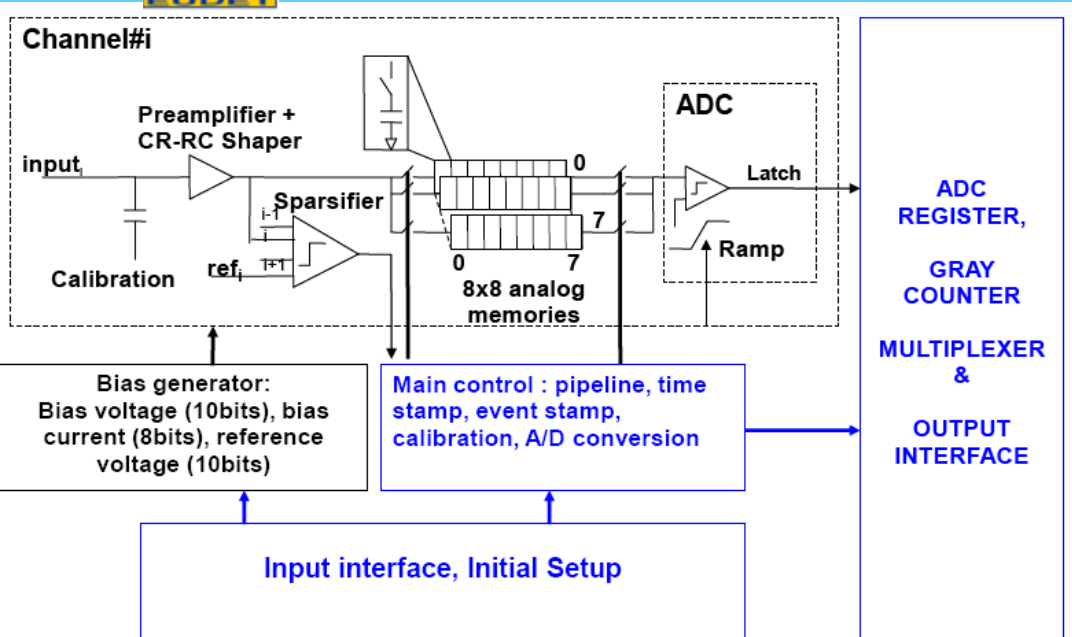 Channel#i
Preamplifier +
CR-RC Shaper
input
Calibration
Sparsifier
i-1
i
i+1
ref i
0
7
0
7
8x8 analog
memories
ADC
Latch
Ramp
ADC
REGISTER,
GRAY
COUNTER
MULTIPLEXER
&
OUTPUT
INTERFACE
Bias generator:
Bias voltage (10bits), bias
current (8bits), reference
voltage (10bits)
Main control : pipeline, time
stamp, event stamp,
calibration, A/D conversion
Input interface, Initial Setup